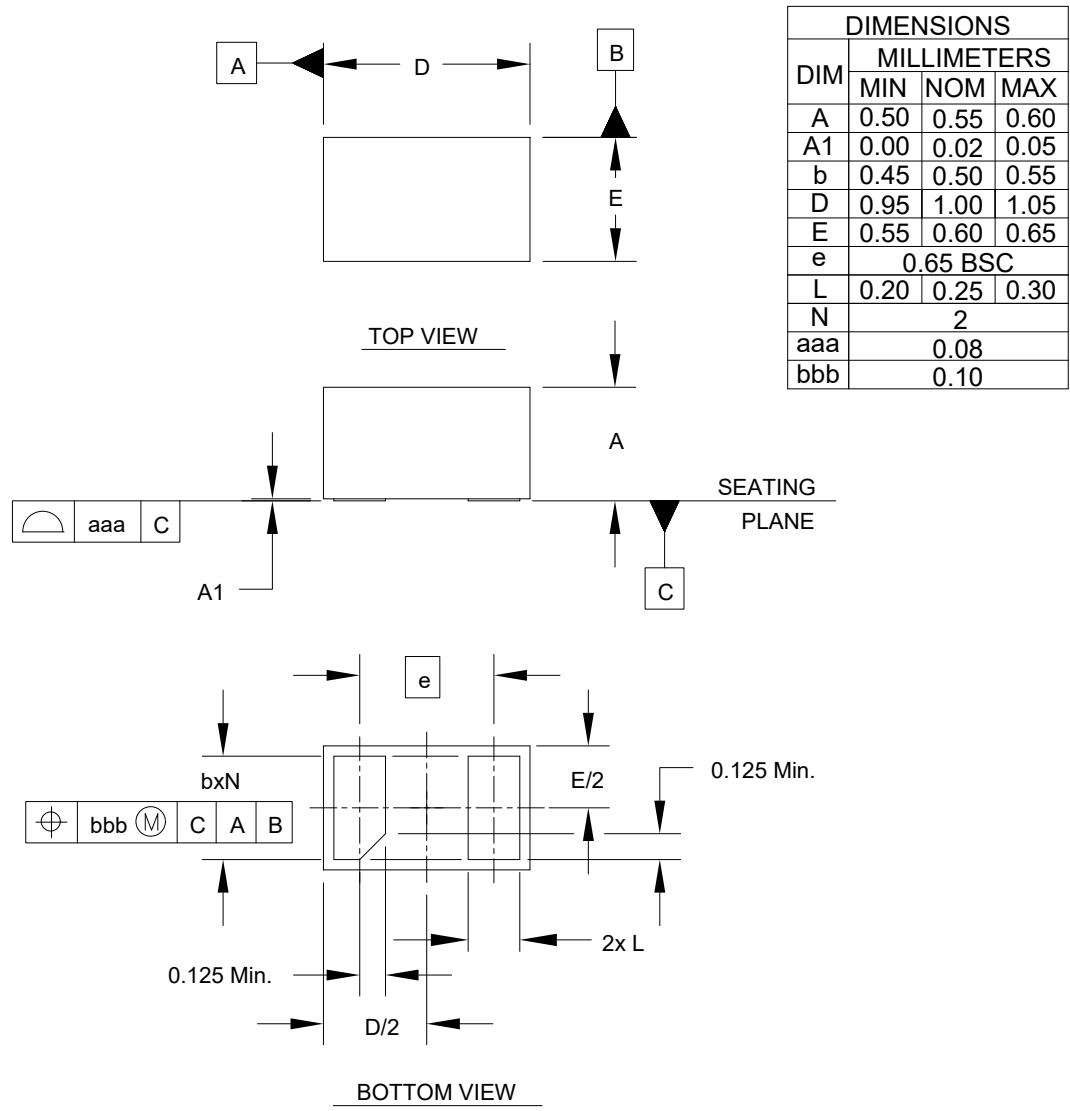 A
D
B
E
TOP VIEW
DIMENSIONS
DIM MILLIMETERS
MIN NOM MAX
A 0.50 0.55 0.60
A1 0.00 0.02 0.05
b 0.45 0.50 0.55
D 0.95 1.00 1.05
E 0.55 0.60 0.65
e 0.65 BSC
L 0.20 0.25 0.30
N 2
aaa 0.08
bbb 0.10
A
SEATING
PLANE
aaa C
A1
C
e
bxN
E/2
0.125 Min.
bbb Ⓜ C A B
2x L
0.125 Min.
D/2
BOTTOM VIEW